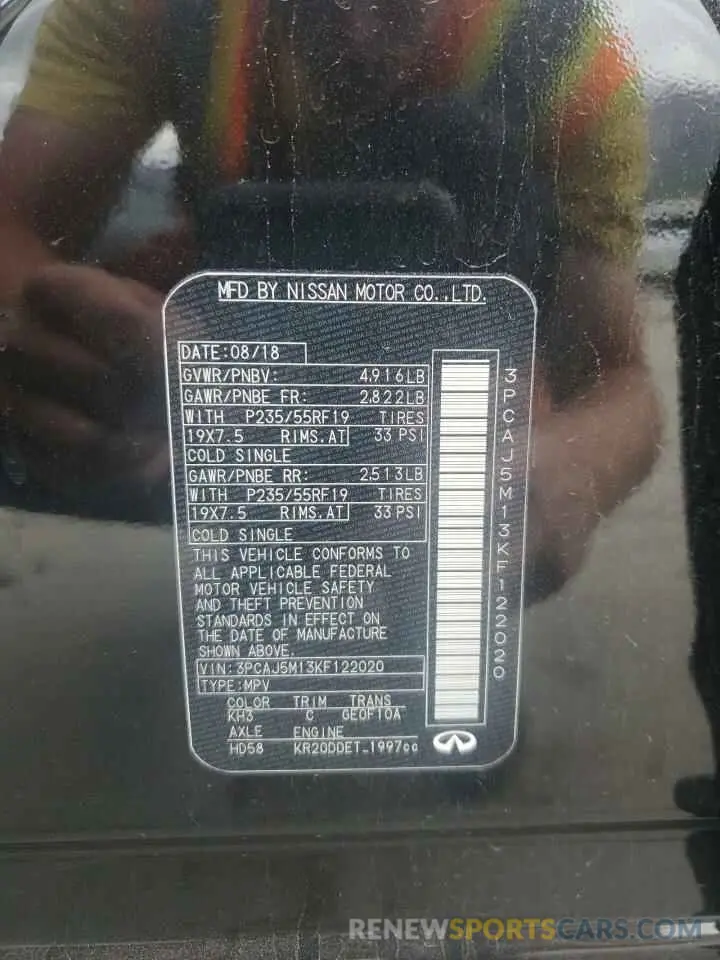 MFD BY NISSAN MOTOR CO.,LTD.
DATE:08/18
GVWR/PNBV: 4,916LB
GAWR/PNBE FR: 2,822LB
WITH P235/55RF19 TIRES
19X7.5 RIMS.AT 33 PSI
COLD SINGLE
GAWR/PNBE RR: 2,513LB
WITH P235/55RF19 TIRES
19X7.5 RIMS.AT 33 PSI
COLD SINGLE
THIS VEHICLE CONFORMS TO
ALL APPLICABLE FEDERAL
MOTOR VEHICLE SAFETY
AND THEFT PREVENTION
STANDARDS IN EFFECT ON
THE DATE OF MANUFACTURE
SHOWN ABOVE.
VIN:3PCAJ5M13KF122020
TYPE:MPV
COLOR TRIM TRANS
KH3 C GE0F10A
AXLE ENGINE
HD58 KR20DDET-1997cc
3PCAJ5M13KF122020
RENEWSPORTSCARS.COM